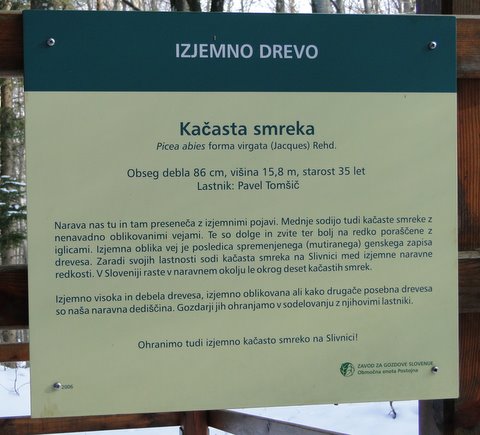 IZJEMNO DREVO
Kačasta smreka
Picea abies forma virgata (Jacques) Rehd.
Obseg debla 86 cm, višina 15,8 m, starost 35 let
Lastnik: Pavel Tomšič
Narava nas tu in tam preseneča z izjemnimi pojavi. Mednje sodijo tudi kačaste smreke z
nenavadno oblikovanimi vejami. Te so dolge in zvite ter bolj na redko poraščene z
iglicami. Izjemna oblika vej je posledica spremenjenega (mutiranega) genskega zapisa
drevesa. Zaradi svojih lastnosti sodi kačasta smreka na Slivnici med izjemne naravne
redkosti. V Sloveniji raste v naravnem okolju le okrog deset kačastih smrek.
Izjemno visoka in debela drevesa, izjemno oblikovana ali kako drugače posebna drevesa
so naša naravna dediščina. Gozdarji jih ohranjamo v sodelovanju z njihovimi lastniki.
Ohranimo tudi izjemno kačasto smreko na Slivnici!
ZAVOD ZA GOZDOVE SLOVENIJE
Območna enota Postojna
2006